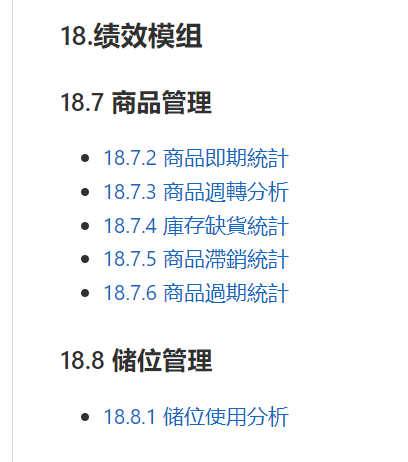 18.绩效模组
18.7 商品管理
18.7.2 商品即期統計
18.7.3 商品週轉分析
18.7.4 庫存缺貨統計
18.7.5 商品滯銷統計
18.7.6 商品過期統計
18.8 储位管理
18.8.1 儲位使用分析